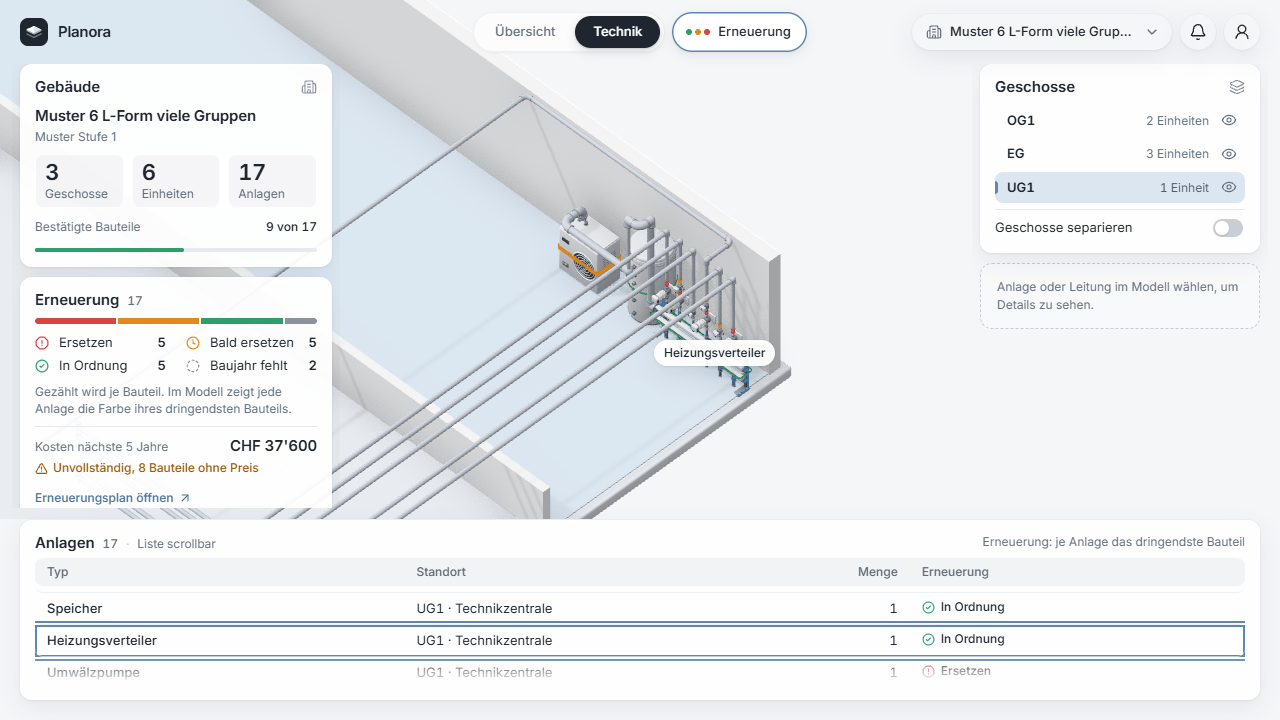 Planora
Übersicht
Technik
Erneuerung
Muster 6 L-Form viele Grup...
Gebäude
Muster 6 L-Form viele Gruppen
Muster Stufe 1
3 Geschosse
6 Einheiten
17 Anlagen
Bestätigte Bauteile 9 von 17
Erneuerung 17
Ersetzen 5
Bald ersetzen 5
In Ordnung 5
Baujahr fehlt 2
Gezählt wird je Bauteil. Im Modell zeigt jede
Anlage die Farbe ihres dringendsten Bauteils.
Kosten nächste 5 Jahre CHF 37'600
Unvollständig, 8 Bauteile ohne Preis
Erneuerungsplan öffnen
Heizungsverteiler
Geschosse
OG1 2 Einheiten
EG 3 Einheiten
UG1 1 Einheit
Geschosse separieren
Anlage oder Leitung im Modell wählen, um
Details zu sehen.
Anlagen 17 · Liste scrollbar
Erneuerung: je Anlage das dringendste Bauteil
Typ Standort Menge Erneuerung
Speicher UG1 · Technikzentrale 1 In Ordnung
Heizungsverteiler UG1 · Technikzentrale 1 In Ordnung
Umwälzpumpe UG1 · Technikzentrale 1 Ersetzen